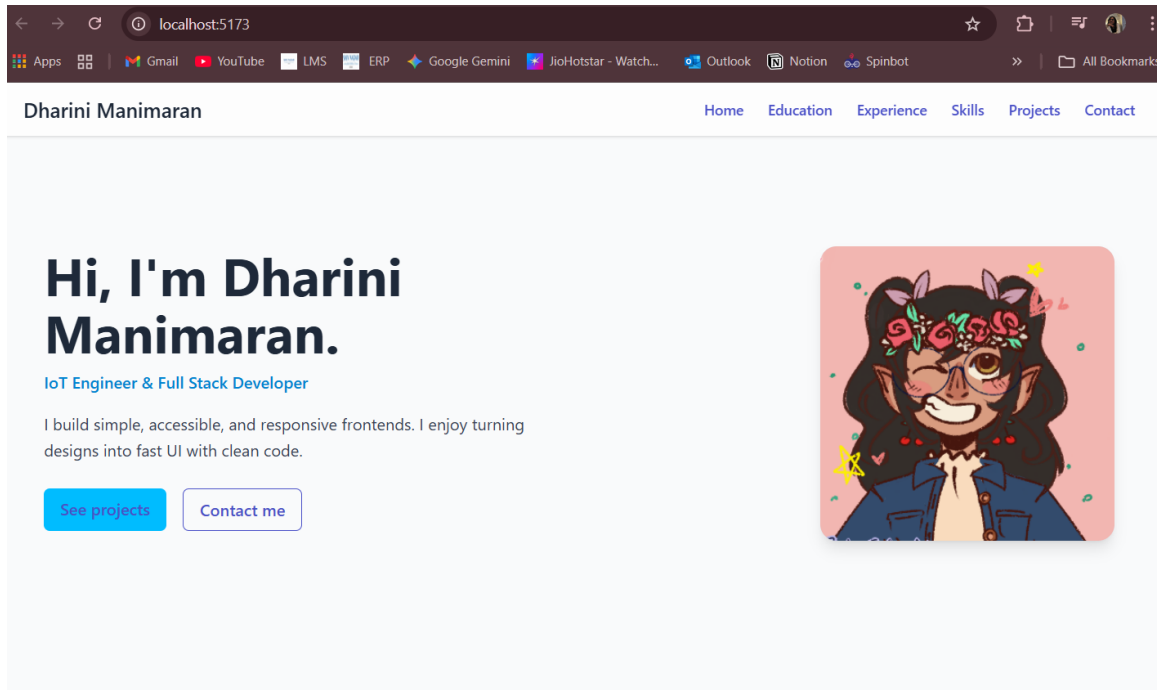 localhost:5173
Apps Gmail YouTube LMS ERP Google Gemini JioHotstar - Watch... Outlook Notion Spinbot » All Bookmarks
Dharini Manimaran Home Education Experience Skills Projects Contact
Hi, I'm Dharini
Manimaran.
IoT Engineer & Full Stack Developer
I build simple, accessible, and responsive frontends. I enjoy turning
designs into fast UI with clean code.
See projects Contact me